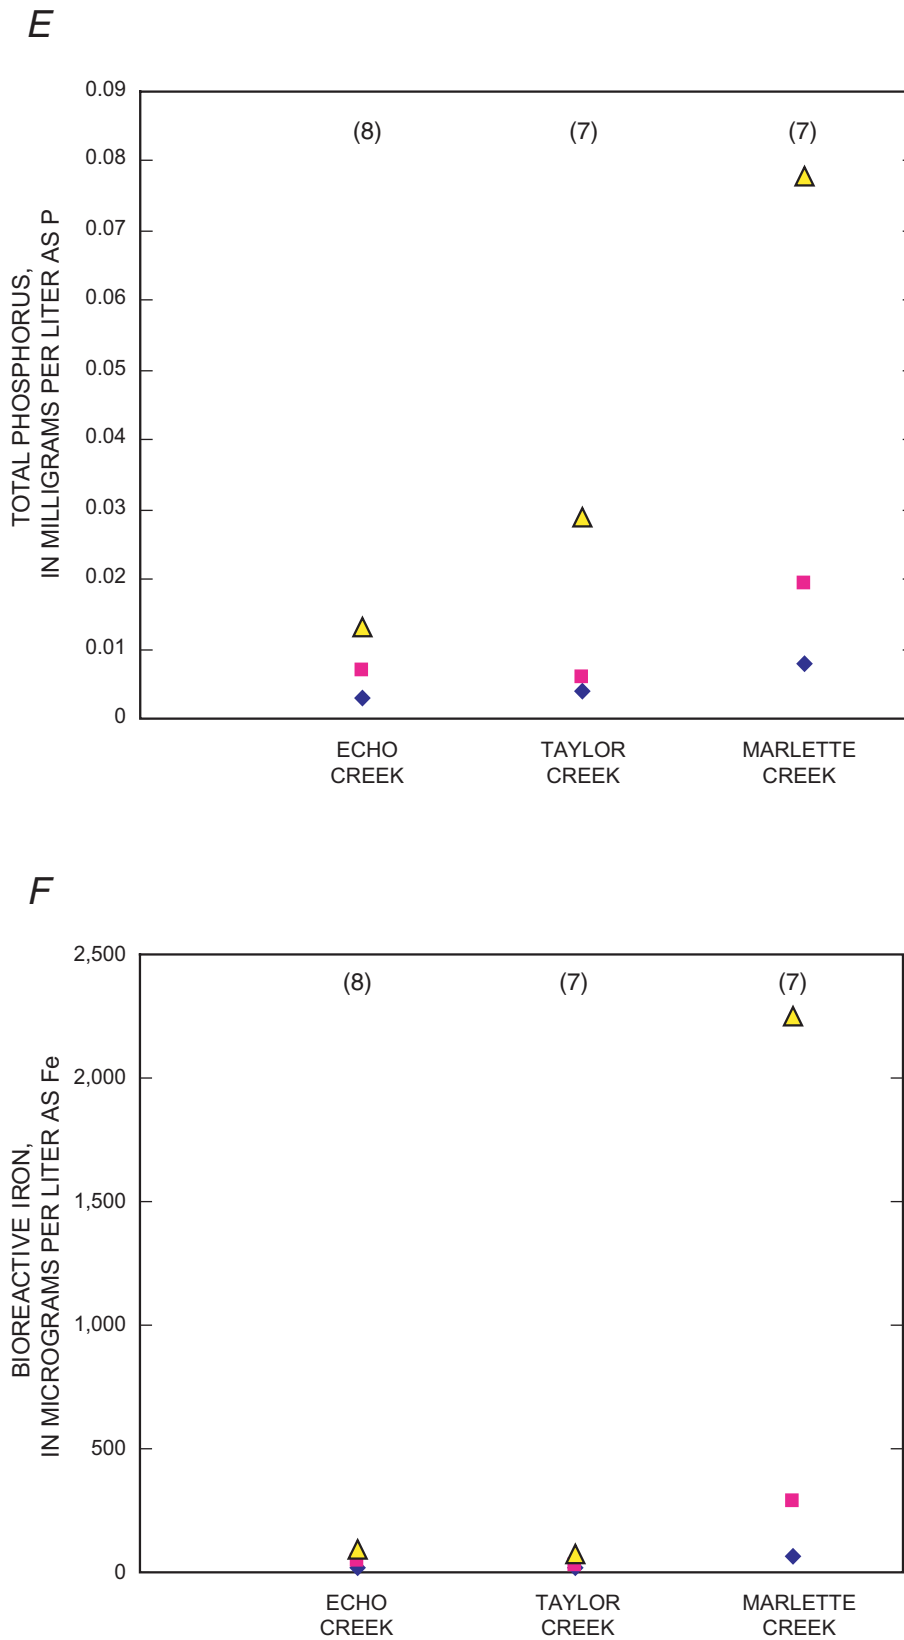 E
TOTAL PHOSPHORUS,
IN MILLIGRAMS PER LITER AS P
0.09
0.08
0.07
0.06
0.05
0.04
0.03
0.02
0.01
0
(8)
(7)
(7)
ECHO
CREEK
TAYLOR
CREEK
MARLETTE
CREEK
F
BIOREACTIVE IRON,
IN MICROGRAMS PER LITER AS Fe
2,500
2,000
1,500
1,000
500
0
(8)
(7)
(7)
ECHO
CREEK
TAYLOR
CREEK
MARLETTE
CREEK